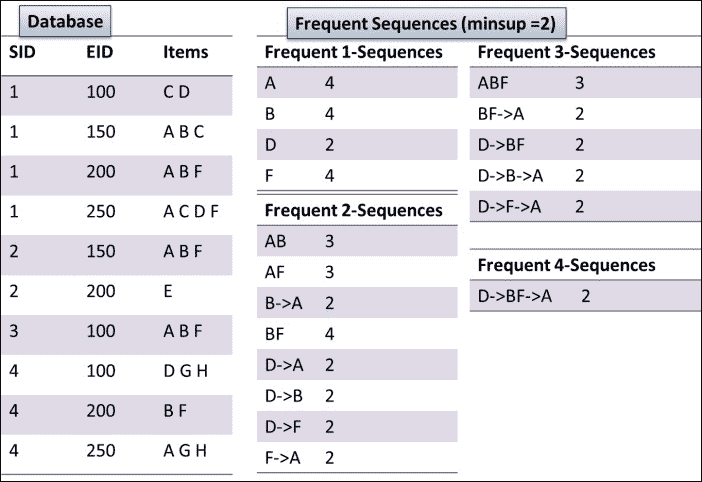 Database
SID EID Items
1 100 C D
1 150 A B C
1 200 A B F
1 250 A C D F
2 150 A B F
2 200 E
3 100 A B F
4 100 D G H
4 200 B F
4 250 A G H
Frequent Sequences (minsup =2)
Frequent 1-Sequences
A 4
B 4
D 2
F 4
Frequent 2-Sequences
AB 3
AF 3
B->A 2
BF 4
D->A 2
D->B 2
D->F 2
F->A 2
Frequent 3-Sequences
ABF 3
BF->A 2
D->BF 2
D->B->A 2
D->F->A 2
Frequent 4-Sequences
D->BF->A 2